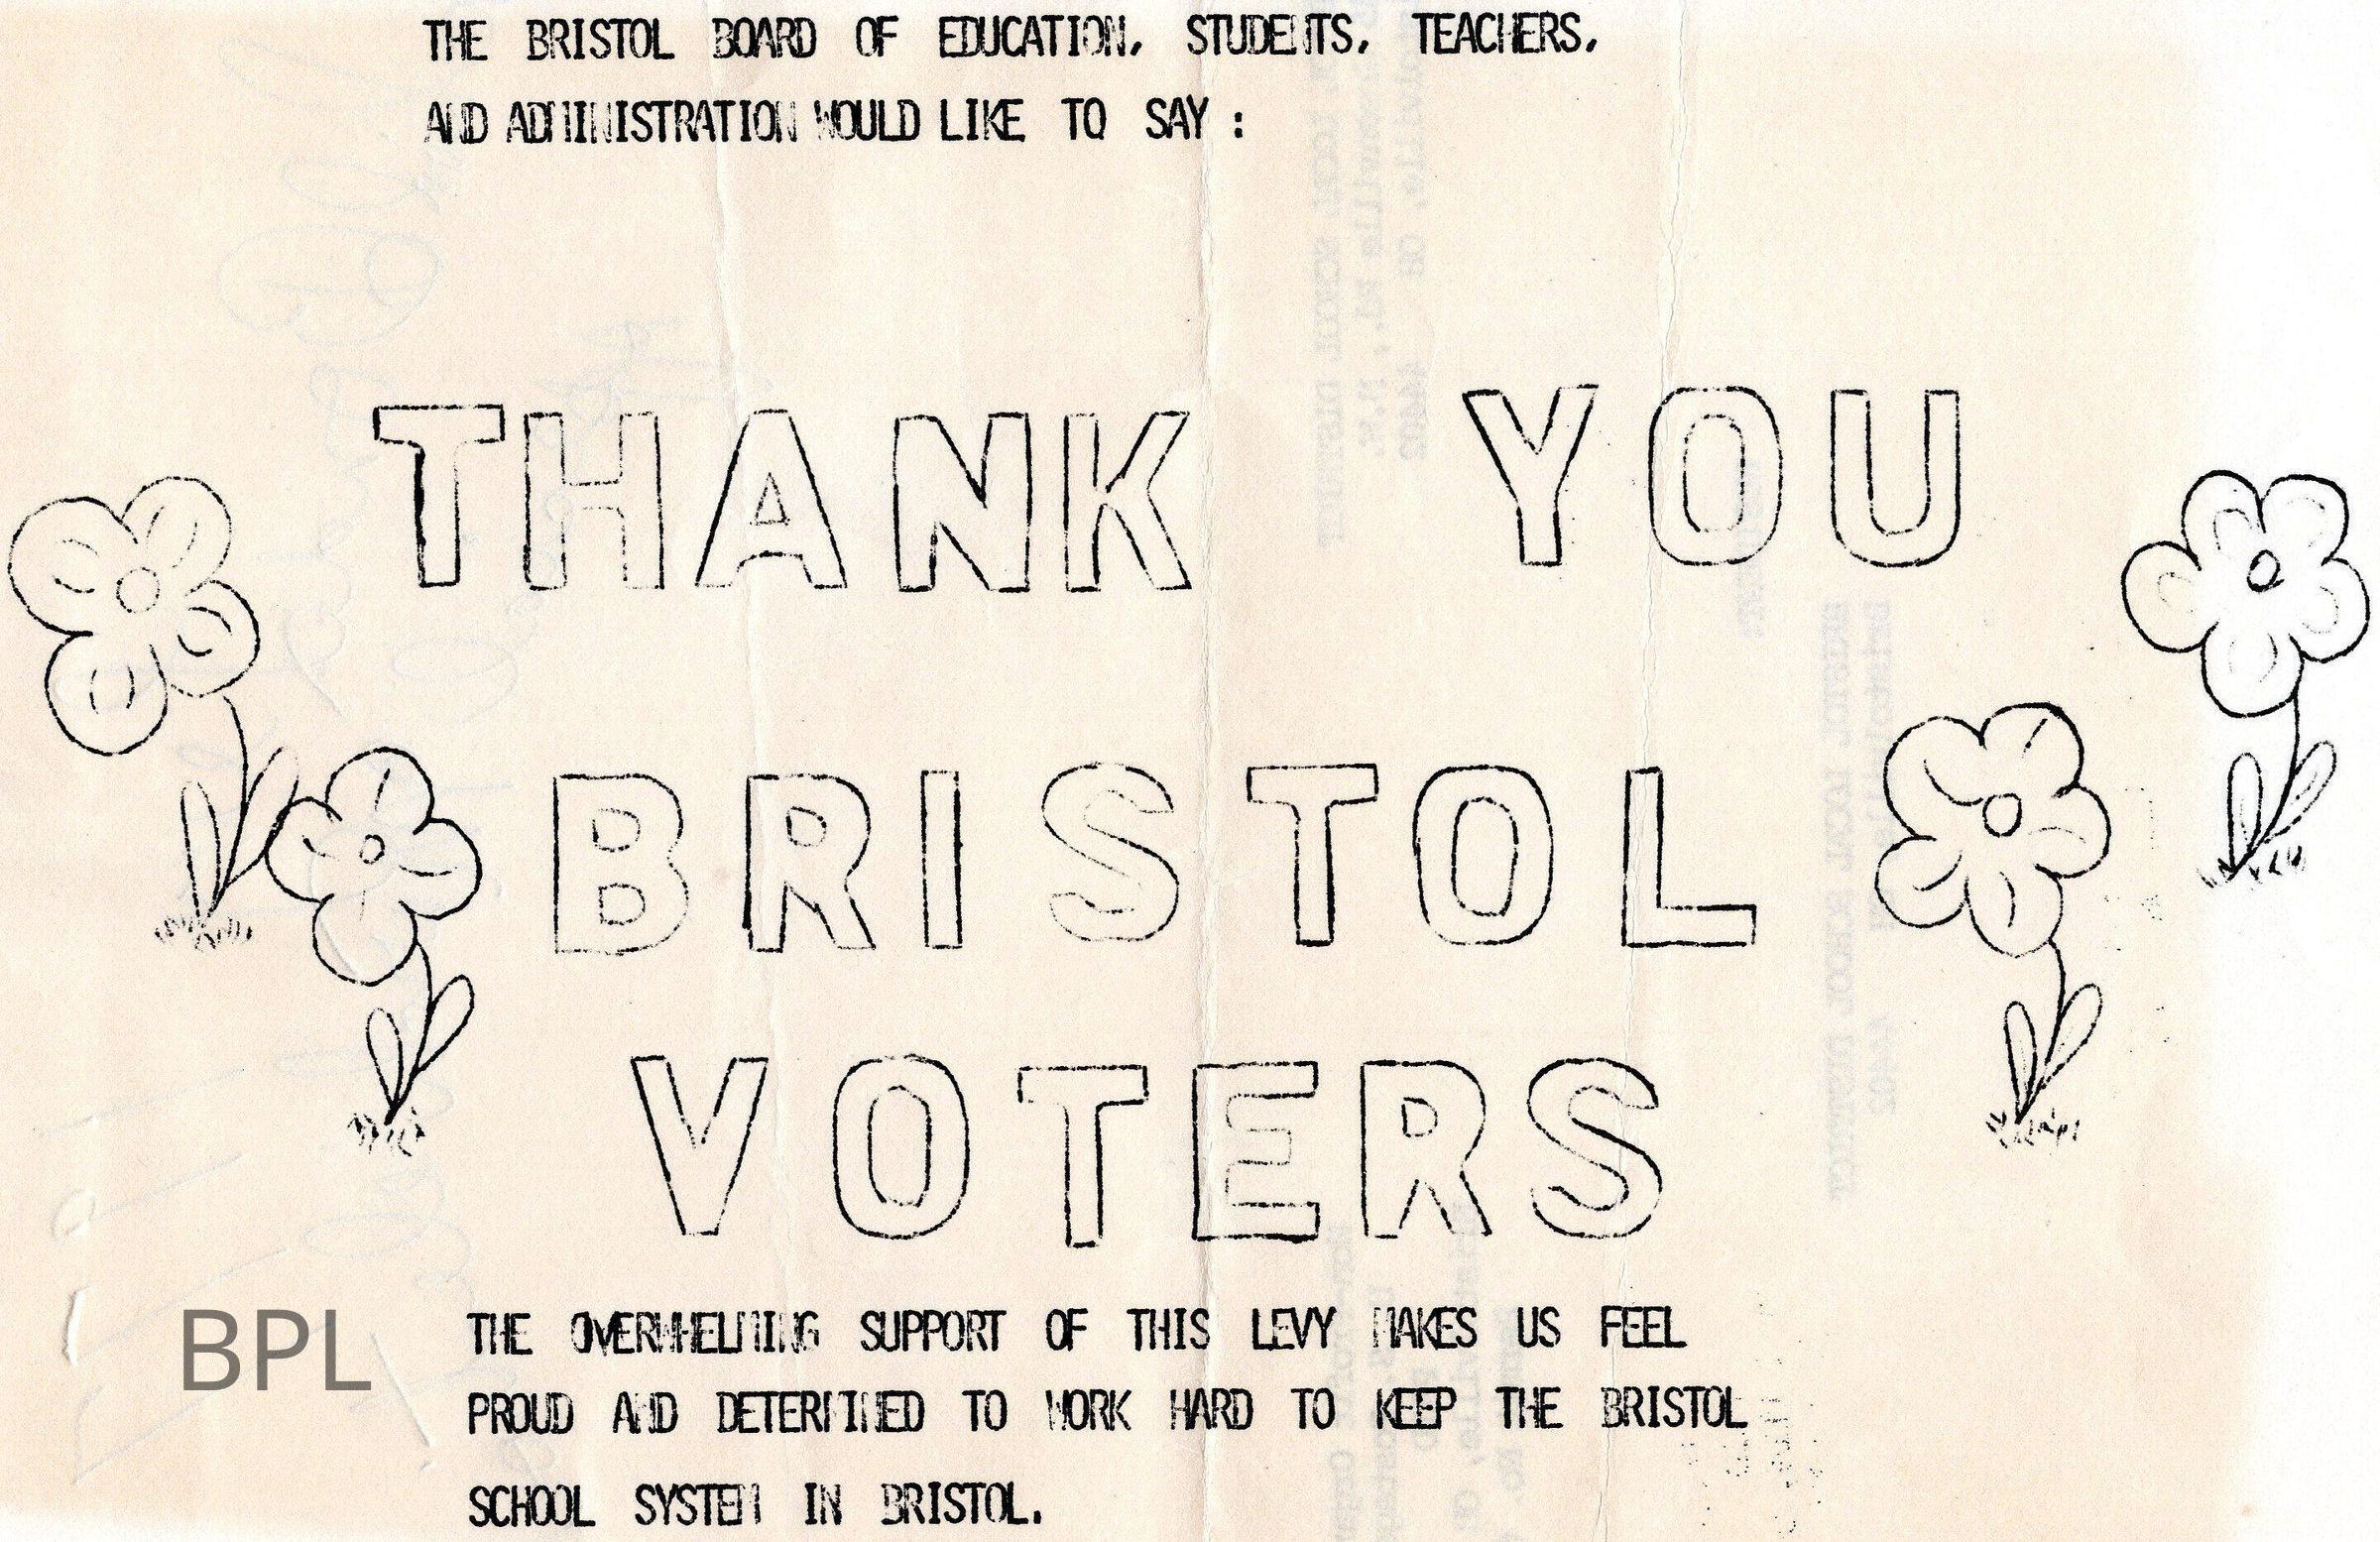 THE BRISTOL BOARD OF EDUCATION, STUDENTS, TEACHERS,
AND ADMINISTRATION WOULD LIKE TO SAY :
THANK YOU
BRISTOL
VOTERS
BPL
THE OVERWHELMING SUPPORT OF THIS LEVY MAKES US FEEL
PROUD AND DETERMINED TO WORK HARD TO KEEP THE BRISTOL
SCHOOL SYSTEM IN BRISTOL.